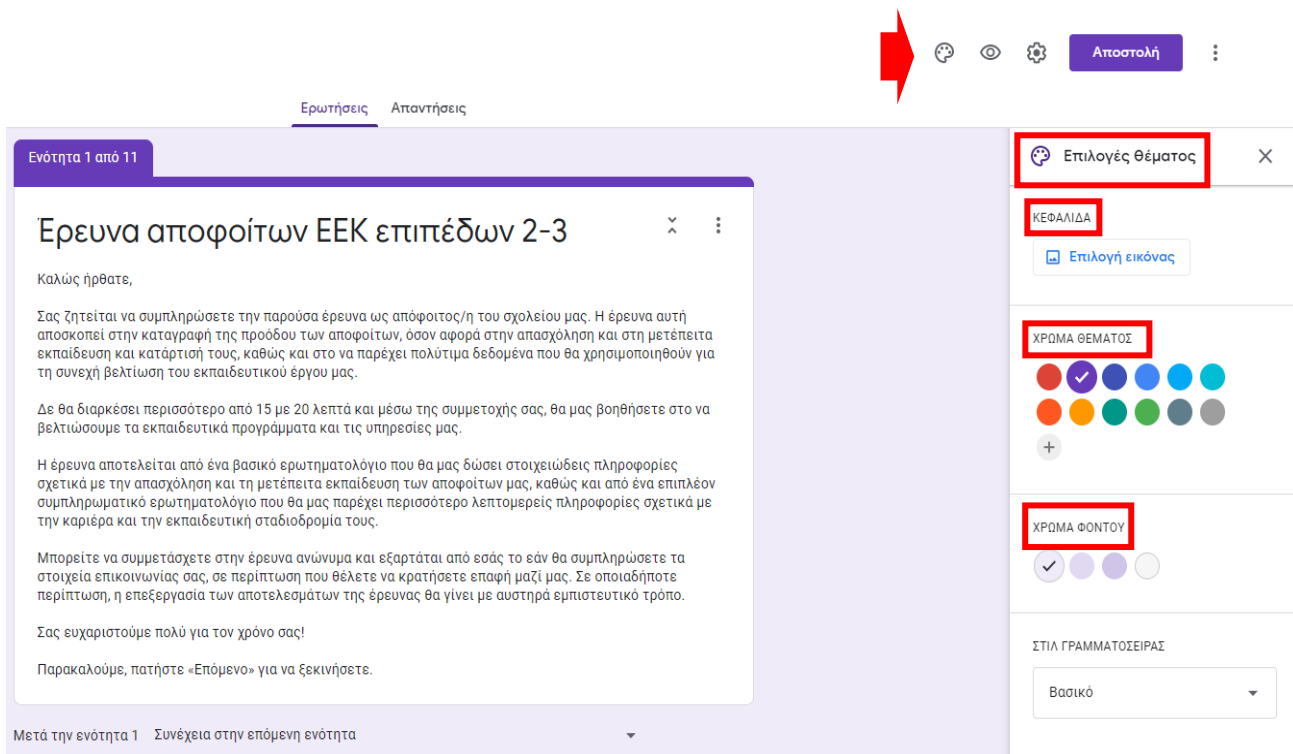 Αποστολή
Ερωτήσεις Απαντήσεις
Ενότητα 1 από 11
Έρευνα αποφοίτων ΕΕΚ επιπέδων 2-3
Καλώς ήρθατε,
Σας ζητείται να συμπληρώσετε την παρούσα έρευνα ως απόφοιτος/η του σχολείου μας. Η έρευνα αυτή
αποσκοπεί στην καταγραφή της προόδου των αποφοίτων, όσον αφορά στην απασχόληση και στη μετέπειτα
εκπαίδευση και κατάρτισή τους, καθώς και στο να παρέχει πολύτιμα δεδομένα που θα χρησιμοποιηθούν για
τη συνεχή βελτίωση του εκπαιδευτικού έργου μας.
Δε θα διαρκέσει περισσότερο από 15 με 20 λεπτά και μέσω της συμμετοχής σας, θα μας βοηθήσετε στο να
βελτιώσουμε τα εκπαιδευτικά προγράμματα και τις υπηρεσίες μας.
Η έρευνα αποτελείται από ένα βασικό ερωτηματολόγιο που θα μας δώσει στοιχειώδεις πληροφορίες
σχετικά με την απασχόληση και τη μετέπειτα εκπαίδευση των αποφοίτων μας, καθώς και από ένα επιπλέον
συμπληρωματικό ερωτηματολόγιο που θα μας παρέχει περισσότερο λεπτομερείς πληροφορίες σχετικά με
την καριέρα και την εκπαιδευτική σταδιοδρομία τους.
Μπορείτε να συμμετάσχετε στην έρευνα ανώνυμα και εξαρτάται από εσάς το εάν θα συμπληρώσετε τα
στοιχεία επικοινωνίας σας, σε περίπτωση που θέλετε να κρατήσετε επαφή μαζί μας. Σε οποιαδήποτε
περίπτωση, η επεξεργασία των αποτελεσμάτων της έρευνας θα γίνει με αυστηρά εμπιστευτικό τρόπο.
Σας ευχαριστούμε πολύ για τον χρόνο σας!
Παρακαλούμε, πατήστε «Επόμενο» για να ξεκινήσετε.
Μετά την ενότητα 1 Συνέχεια στην επόμενη ενότητα
Επιλογές θέματος
ΚΕΦΑΛΙΔΑ
Επιλογή εικόνας
ΧΡΩΜΑ ΘΕΜΑΤΟΣ
ΧΡΩΜΑ ΦΟΝΤΟΥ
ΣΤΙΛ ΓΡΑΜΜΑΤΟΣΕΙΡΑΣ
Βασικό